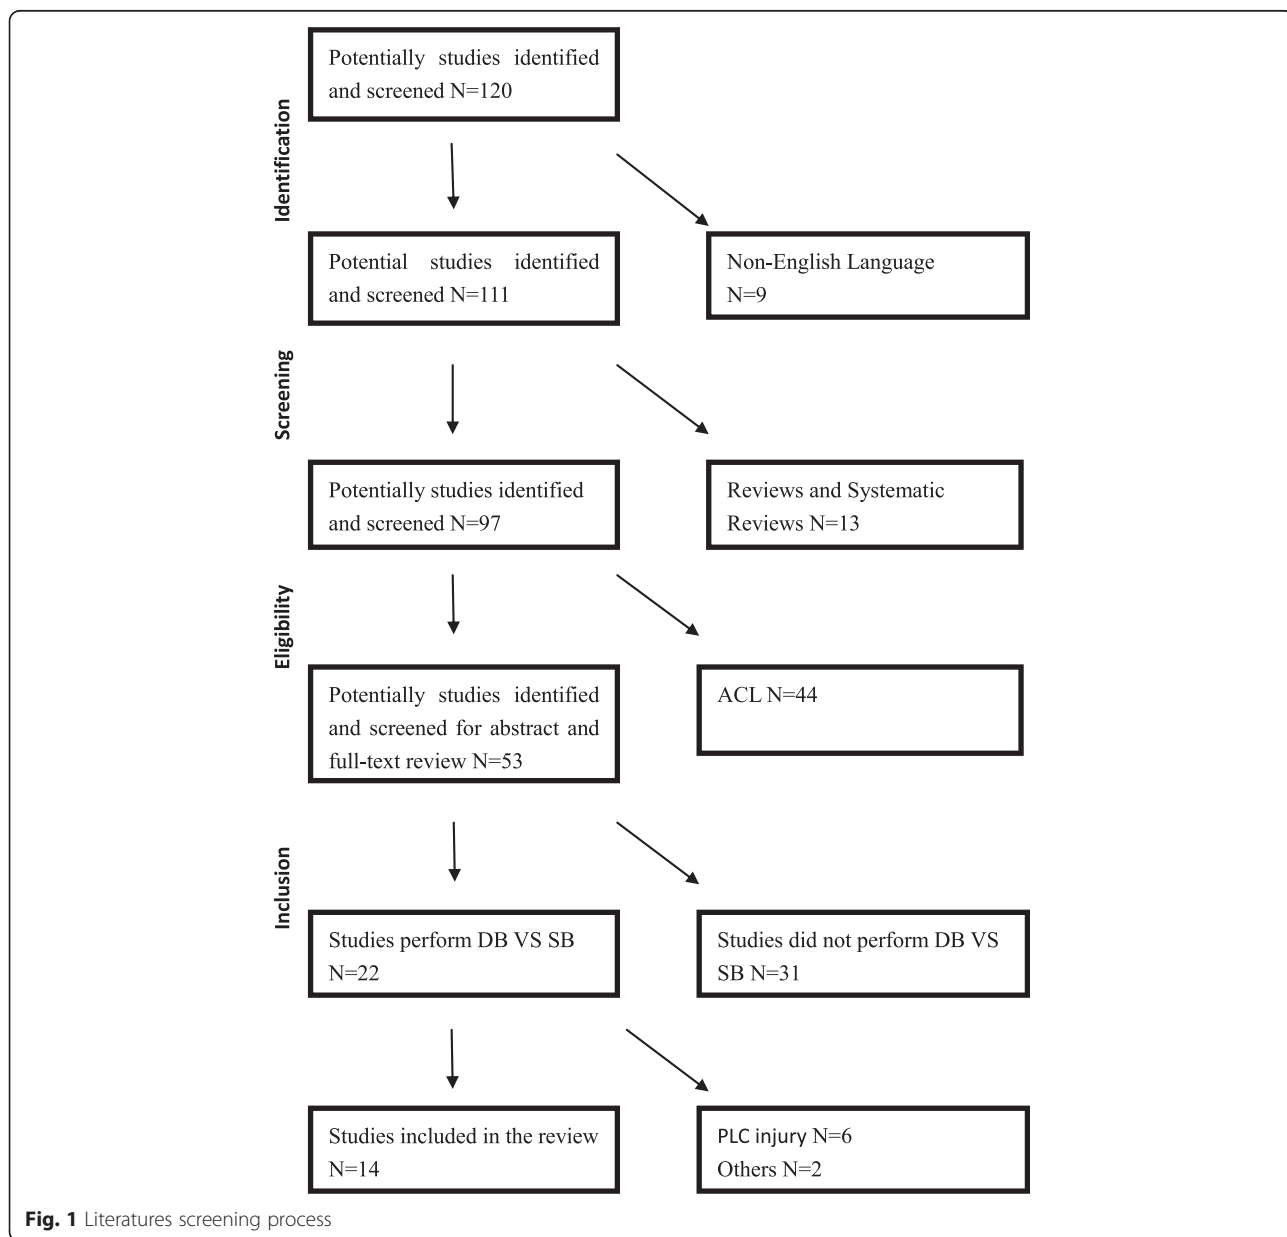 Identification
Potentially studies identified
and screened N=120
Potential studies identified
and screened N=111
Non-English Language
N=9
Screening
Potentially studies identified
and screened N=97
Reviews and Systematic
Reviews N=13
Eligibility
Potentially studies identified
and screened for abstract and
full-text review N=53
ACL N=44
Inclusion
Studies perform DB VS SB
N=22
Studies did not perform DB VS
SB N=31
Studies included in the review
N=14
PLC injury N=6
Others N=2
Fig. 1 Literatures screening process